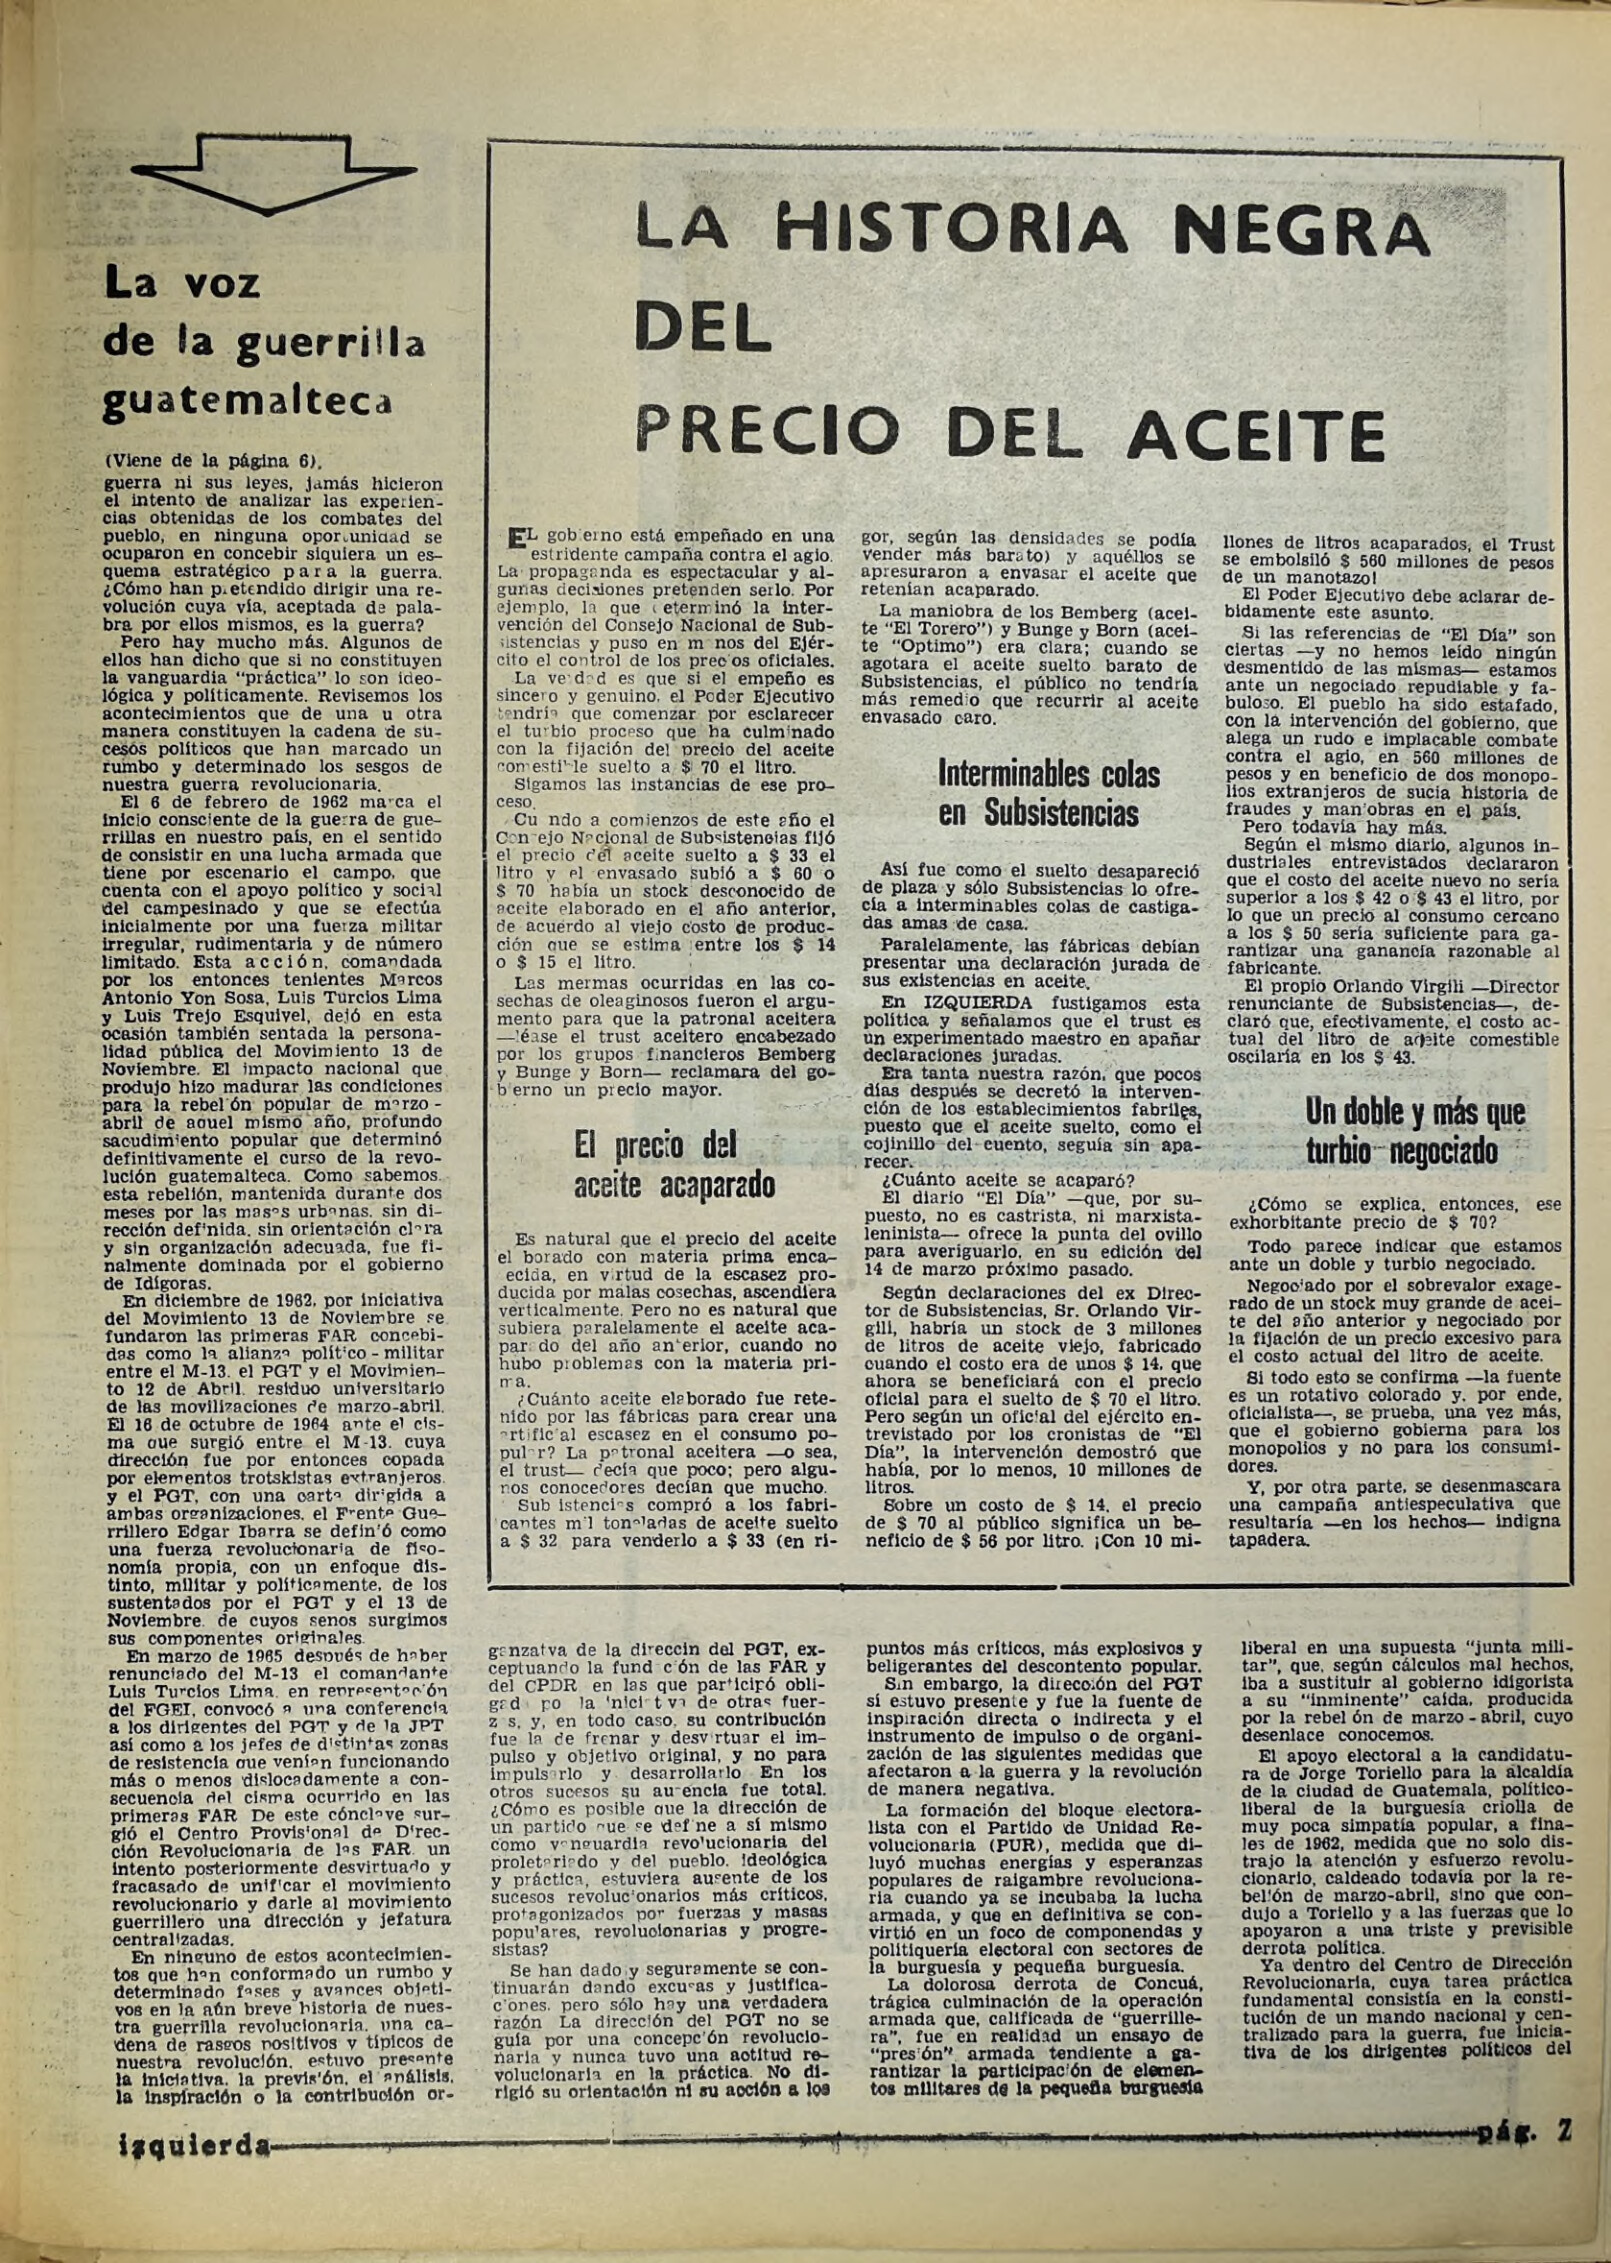 La voz
de la guerrilla
guatemalteca
(Viene de la página 6).
guerra ni sus leyes, jamás hicieron
el intento de analizar las experien-
cias obtenidas de los combates del
pueblo, en ninguna oportunidad se
ocuparon en concebir siquiera un es-
quema estratégico para la guerra.
¿Cómo han pretendido dirigir una re-
volución cuya vía, aceptada de pala-
bra por ellos mismos, es la guerra?
Pero hay mucho más. Algunos de
ellos han dicho que si no constituyen
la vanguardia "práctica" lo son ideo-
lógica y políticamente. Revisemos los
acontecimientos que de una u otra
manera constituyen la cadena de su-
cesos políticos que han marcado un
rumbo y determinado los sesgos de
nuestra guerra revolucionaria.
El 6 de febrero de 1962 marca el
inicio consciente de la guerra de gue-
rrillas en nuestro país, en el sentido
de consistir en una lucha armada que
tiene por escenario el campo, que
cuenta con el apoyo político y social
del campesinado y que se efectúa
inicialmente por una fuerza militar
irregular, rudimentaria y de número
limitado. Esta acción, comandada
por los entonces tenientes Marcos
Antonio Yon Sosa, Luis Turcios Lima
y Luis Trejo Esquivel, dejó en esta
ocasión también sentada la persona-
lidad pública del Movimiento 13 de
Noviembre. El impacto nacional que
produjo hizo madurar las condiciones
para la rebelón popular de marzo-
abril de aquel mismo año, profundo
sacudimiento popular que determinó
definitivamente el curso de la revo-
lución guatemalteca. Como sabemos.
esta rebelión, mantenida durante dos
meses por las masas urbanas, sin di-
rección definida, sin orientación clara
y sin organización adecuada, fue fi-
nalmente dominada por el gobierno
de Idígoras.
En diciembre de 1962, por iniciativa
del Movimiento 13 de Noviembre se
fundaron las primeras FAR concebi-
das como la alianza político-militar
entre el M-13, el PGT y el Movimien-
to 12 de Abril, residuo universitario
de las movilizaciones de marzo-abril.
El 16 de octubre de 1964 ante el cis-
ma que surgió entre el M-13, cuya
dirección fue por entonces copada
por elementos trotskistas extranjeros,
y el PGT, con una carta dirigida a
ambas organizaciones, el Frente Gue-
rrillero Edgar Ibarra se definió como
una fuerza revolucionaria de fiso-
nomía propia, con un enfoque dis-
tinto, militar y políticamente, de los
sustentados por el PGT y el 13 de
Noviembre, de cuyos senos surgimos
sus componentes originales.
En marzo de 1965 después de haber
renunciado del M-13 el comandante
Luis Turcios Lima, en representación
del FGEI, convocó a una conferencia
a los dirigentes del PGT y de la JPT
así como a los jefes de distintas zonas
de resistencia que venían funcionando
más o menos dislocadamente a con-
secuencia del cisma ocurrido en las
primeras FAR De este cónclave sur-
gió el Centro Provisional de Direc-
ción Revolucionaria de las FAR, un
intento posteriormente desvirtuado y
fracasado de unificar el movimiento
revolucionario y darle al movimiento
guerrillero una dirección y jefatura
centralizadas.
En ninguno de estos acontecimien-
tos que han conformado un rumbo y
determinado fases y avances objeti-
vos en la aún breve historia de nues-
tra guerrilla revolucionaria, una ca-
dena de rasgos positivos y típicos de
nuestra revolución, estuvo presente
la iniciativa, la previsión, el análisis,
la inspiración o la contribución or-
LA HISTORIA NEGRA
DEL
PRECIO DEL ACEITE
EL gobierno está empeñado en una
estridente campaña contra el agio.
La propaganda es espectacular y al-
gunas decisiones pretenden serlo. Por
ejemplo, la que determinó la inter-
vención del Consejo Nacional de Sub-
sistencias y puso en manos del Ejér-
cito el control de los precios oficiales.
La verdad es que si el empeño es
sincero y genuino, el Poder Ejecutivo
tendría que comenzar por esclarecer
el turbio proceso que ha culminado
con la fijación del precio del aceite
comestible suelto a $ 70 el litro.
Sigamos las instancias de ese pro-
ceso.
Cuando a comienzos de este año el
Consejo Nacional de Subsistencias fijó
el precio del aceite suelto a $ 33 el
litro y el envasado subió a $ 60 o
$ 70 había un stock desconocido de
aceite elaborado en el año anterior,
de acuerdo al viejo costo de produc-
ción que se estima entre los $ 14
o $ 15 el litro.
Las mermas ocurridas en las co-
sechas de oleaginosos fueron el argu-
mento para que la patronal aceitera
—léase el trust aceitero encabezado
por los grupos financieros Bemberg
y Bunge y Born— reclamara del go-
bierno un precio mayor.
El precio del
aceite acaparado
Es natural que el precio del aceite
elaborado con materia prima enca-
recida, en virtud de la escasez pro-
ducida por malas cosechas, ascendiera
verticalmente. Pero no es natural que
subiera paralelamente el aceite aca-
parado del año anterior, cuando no
hubo problemas con la materia pri-
ma.
¿Cuánto aceite elaborado fue rete-
nido por las fábricas para crear una
artificial escasez en el consumo po-
pular? La patronal aceitera —o sea,
el trust— decía que poco; pero algu-
nos conocedores decían que mucho.
Subsistencias compró a los fabri-
cantes mil toneladas de aceite suelto
a $ 32 para venderlo a $ 33 (en ri-
gor, según las densidades se podía
vender más barato) y aquéllos se
apresuraron a envasar el aceite que
retenían acaparado.
La maniobra de los Bemberg (acei-
te "El Torero") y Bunge y Born (acei-
te "Optimo") era clara; cuando se
agotara el aceite suelto barato de
Subsistencias, el público no tendría
más remedio que recurrir al aceite
envasado caro.
Interminables colas
en Subsistencias
Así fue como el suelto desapareció
de plaza y sólo Subsistencias lo ofre-
cía a interminables colas de castiga-
das amas de casa.
Paralelamente, las fábricas debían
presentar una declaración jurada de
sus existencias en aceite.
En IZQUIERDA fustigamos esta
política y señalamos que el trust es
un experimentado maestro en apañar
declaraciones juradas.
Era tanta nuestra razón, que pocos
días después se decretó la interven-
ción de los establecimientos fabriles,
puesto que el aceite suelto, como el
cojinillo del cuento, seguía sin apa-
recer.
¿Cuánto aceite se acaparó?
El diario "El Día" —que, por su-
puesto, no es castrista, ni marxista-
leninista— ofrece la punta del ovillo
para averiguarlo, en su edición del
14 de marzo próximo pasado.
Según declaraciones del ex Direc-
tor de Subsistencias, Sr. Orlando Vir-
gili, habría un stock de 3 millones
de litros de aceite viejo, fabricado
cuando el costo era de unos $ 14, que
ahora se beneficiará con el precio
oficial para el suelto de $ 70 el litro.
Pero según un oficial del ejército en-
trevistado por los cronistas de "El
Día", la intervención demostró que
había, por lo menos, 10 millones de
litros.
Sobre un costo de $ 14, el precio
de $ 70 al público significa un be-
neficio de $ 56 por litro. ¡Con 10 mi-
llones de litros acaparados, el Trust
se embolsiló $ 560 millones de pesos
de un manotazo!
El Poder Ejecutivo debe aclarar de-
bidamente este asunto.
Si las referencias de "El Día" son
ciertas —y no hemos leído ningún
desmentido de las mismas— estamos
ante un negociado repudiable y fa-
buloso. El pueblo ha sido estafado,
con la intervención del gobierno, que
alega un rudo e implacable combate
contra el agio, en 560 millones de
pesos y en beneficio de dos monopo-
lios extranjeros de sucia historia de
fraudes y maniobras en el país.
Pero todavía hay más.
Según el mismo diario, algunos in-
dustriales entrevistados declararon
que el costo del aceite nuevo no sería
superior a los $ 42 o $ 43 el litro, por
lo que un precio al consumo cercano
a los $ 50 sería suficiente para ga-
rantizar una ganancia razonable al
fabricante.
El propio Orlando Virgili —Director
renunciante de Subsistencias—, de-
claró que, efectivamente, el costo ac-
tual del litro de aceite comestible
oscilaría en los $ 43.
Un doble y más que
turbio negociado
¿Cómo se explica, entonces, ese
exhorbitante precio de $ 70?
Todo parece indicar que estamos
ante un doble y turbio negociado.
Negociado por el sobrevalor exage-
rado de un stock muy grande de acei-
te del año anterior y negociado por
la fijación de un precio excesivo para
el costo actual del litro de aceite.
Si todo esto se confirma —la fuente
es un rotativo colorado y, por ende,
oficialista—, se prueba, una vez más,
que el gobierno gobierna para los
monopolios y no para los consumi-
dores.
Y, por otra parte, se desenmascara
una campaña antiespeculativa que
resultaría —en los hechos— indigna
tapadera.
ganzatva de la direccin del PGT, ex-
ceptuando la fundación de las FAR y
del CPDR en las que participó obli-
gado por la iniciativa de otras fuer-
zas, y, en todo caso, su contribución
fue la de frenar y desvirtuar el im-
pulso y objetivo original, y no para
impulsarlo y desarrollarlo En los
otros sucesos su ausencia fue total.
¿Cómo es posible que la dirección de
un partido que se define a sí mismo
como vanguardia revolucionaria del
proletariado y del pueblo. ideológica
y práctica, estuviera ausente de los
sucesos revolucionarios más críticos,
protagonizados por fuerzas y masas
populares, revolucionarias y progre-
sistas?
Se han dado y seguramente se con-
tinuarán dando excusas y justifica-
ciones, pero sólo hay una verdadera
razón La dirección del PGT no se
guía por una concepción revolucio-
naria y nunca tuvo una actitud re-
volucionaria en la práctica. No di-
rigió su orientación ni su acción a los
puntos más críticos, más explosivos y
beligerantes del descontento popular.
Sin embargo, la dirección del PGT
sí estuvo presente y fue la fuente de
inspiración directa o indirecta y el
instrumento de impulso o de organi-
zación de las siguientes medidas que
afectaron a la guerra y la revolución
de manera negativa.
La formación del bloque electora-
lista con el Partido de Unidad Re-
volucionaria (PUR), medida que di-
luyó muchas energías y esperanzas
populares de raigambre revoluciona-
ria cuando ya se incubaba la lucha
armada, y que en definitiva se con-
virtió en un foco de componendas y
politiquería electoral con sectores de
la burguesía y pequeña burguesía.
La dolorosa derrota de Concuá,
trágica culminación de la operación
armada que, calificada de "guerrille-
ra", fue en realidad un ensayo de
"presión" armada tendiente a ga-
rantizar la participación de elemen-
tos militares de la pequeña burguesía
liberal en una supuesta "junta mili-
tar", que, según cálculos mal hechos,
iba a sustituir al gobierno idigorista
a su "inminente" caída, producida
por la rebelón de marzo-abril, cuyo
desenlace conocemos.
El apoyo electoral a la candidatu-
ra de Jorge Toriello para la alcaldía
de la ciudad de Guatemala, político-
liberal de la burguesía criolla de
muy poca simpatía popular, a fina-
les de 1962, medida que no solo dis-
trajo la atención y esfuerzo revolu-
cionario, caldeado todavía por la re-
belión de marzo-abril, sino que con-
dujo a Toriello y a las fuerzas que lo
apoyaron a una triste y previsible
derrota política.
Ya dentro del Centro de Dirección
Revolucionaria, cuya tarea práctica
fundamental consistía en la consti-
tución de un mando nacional y cen-
tralizado para la guerra, fue inicia-
tiva de los dirigentes políticos del
izquierda
pág. 7